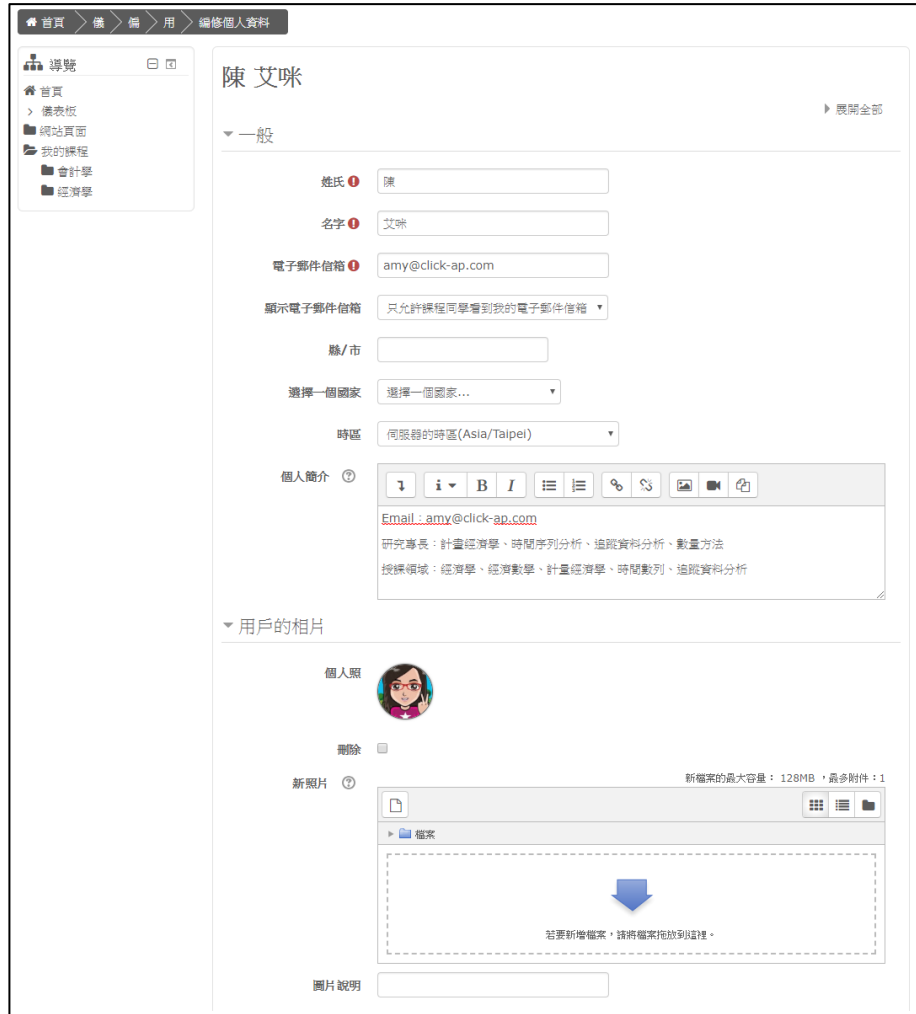 首頁 儀 偏 用 編修個人資料
導覽
首頁
儀表板
網站頁面
我的課程
會計學
經濟學
陳 艾咪
展開全部
一般
姓氏 陳
名字 艾咪
電子郵件信箱 amy@click-ap.com
顯示電子郵件信箱 只允許課程同學看到我的電子郵件信箱
縣/市
選擇一個國家 選擇一個國家...
時區 伺服器的時區(Asia/Taipei)
個人簡介
i B I
Email：amy@click-ap.com
研究專長：計畫經濟學、時間序列分析、追蹤資料分析、數量方法
授課領域：經濟學、經濟數學、計量經濟學、時間數列、追蹤資料分析
用戶的相片
個人照
刪除
新檔案的最大容量： 128MB ，最多附件：1
新照片
檔案
若要新增檔案，請將檔案拖放到這裡。
圖片說明